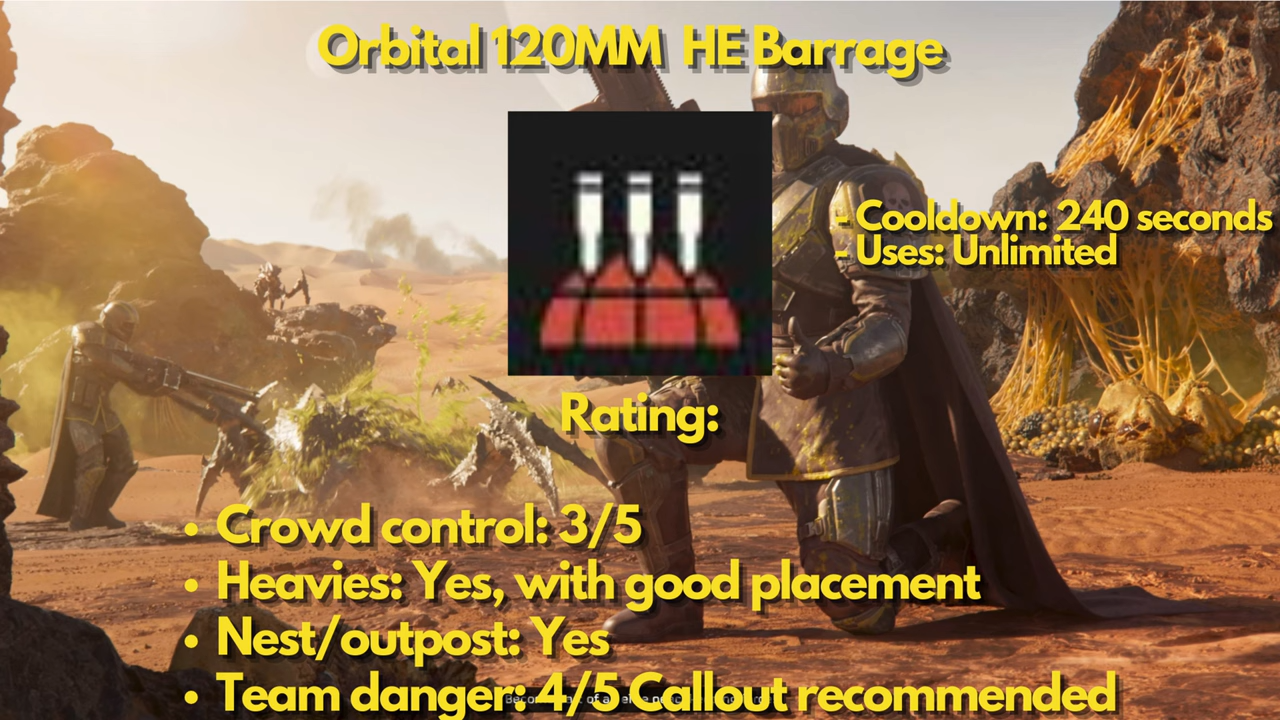 Orbital 120MM HE Barrage
- Cooldown: 240 seconds
- Uses: Unlimited
Rating:
• Crowd control: 3/5
• Heavies: Yes, with good placement
• Nest/outpost: Yes
• Team danger: 4/5 Callout recommended